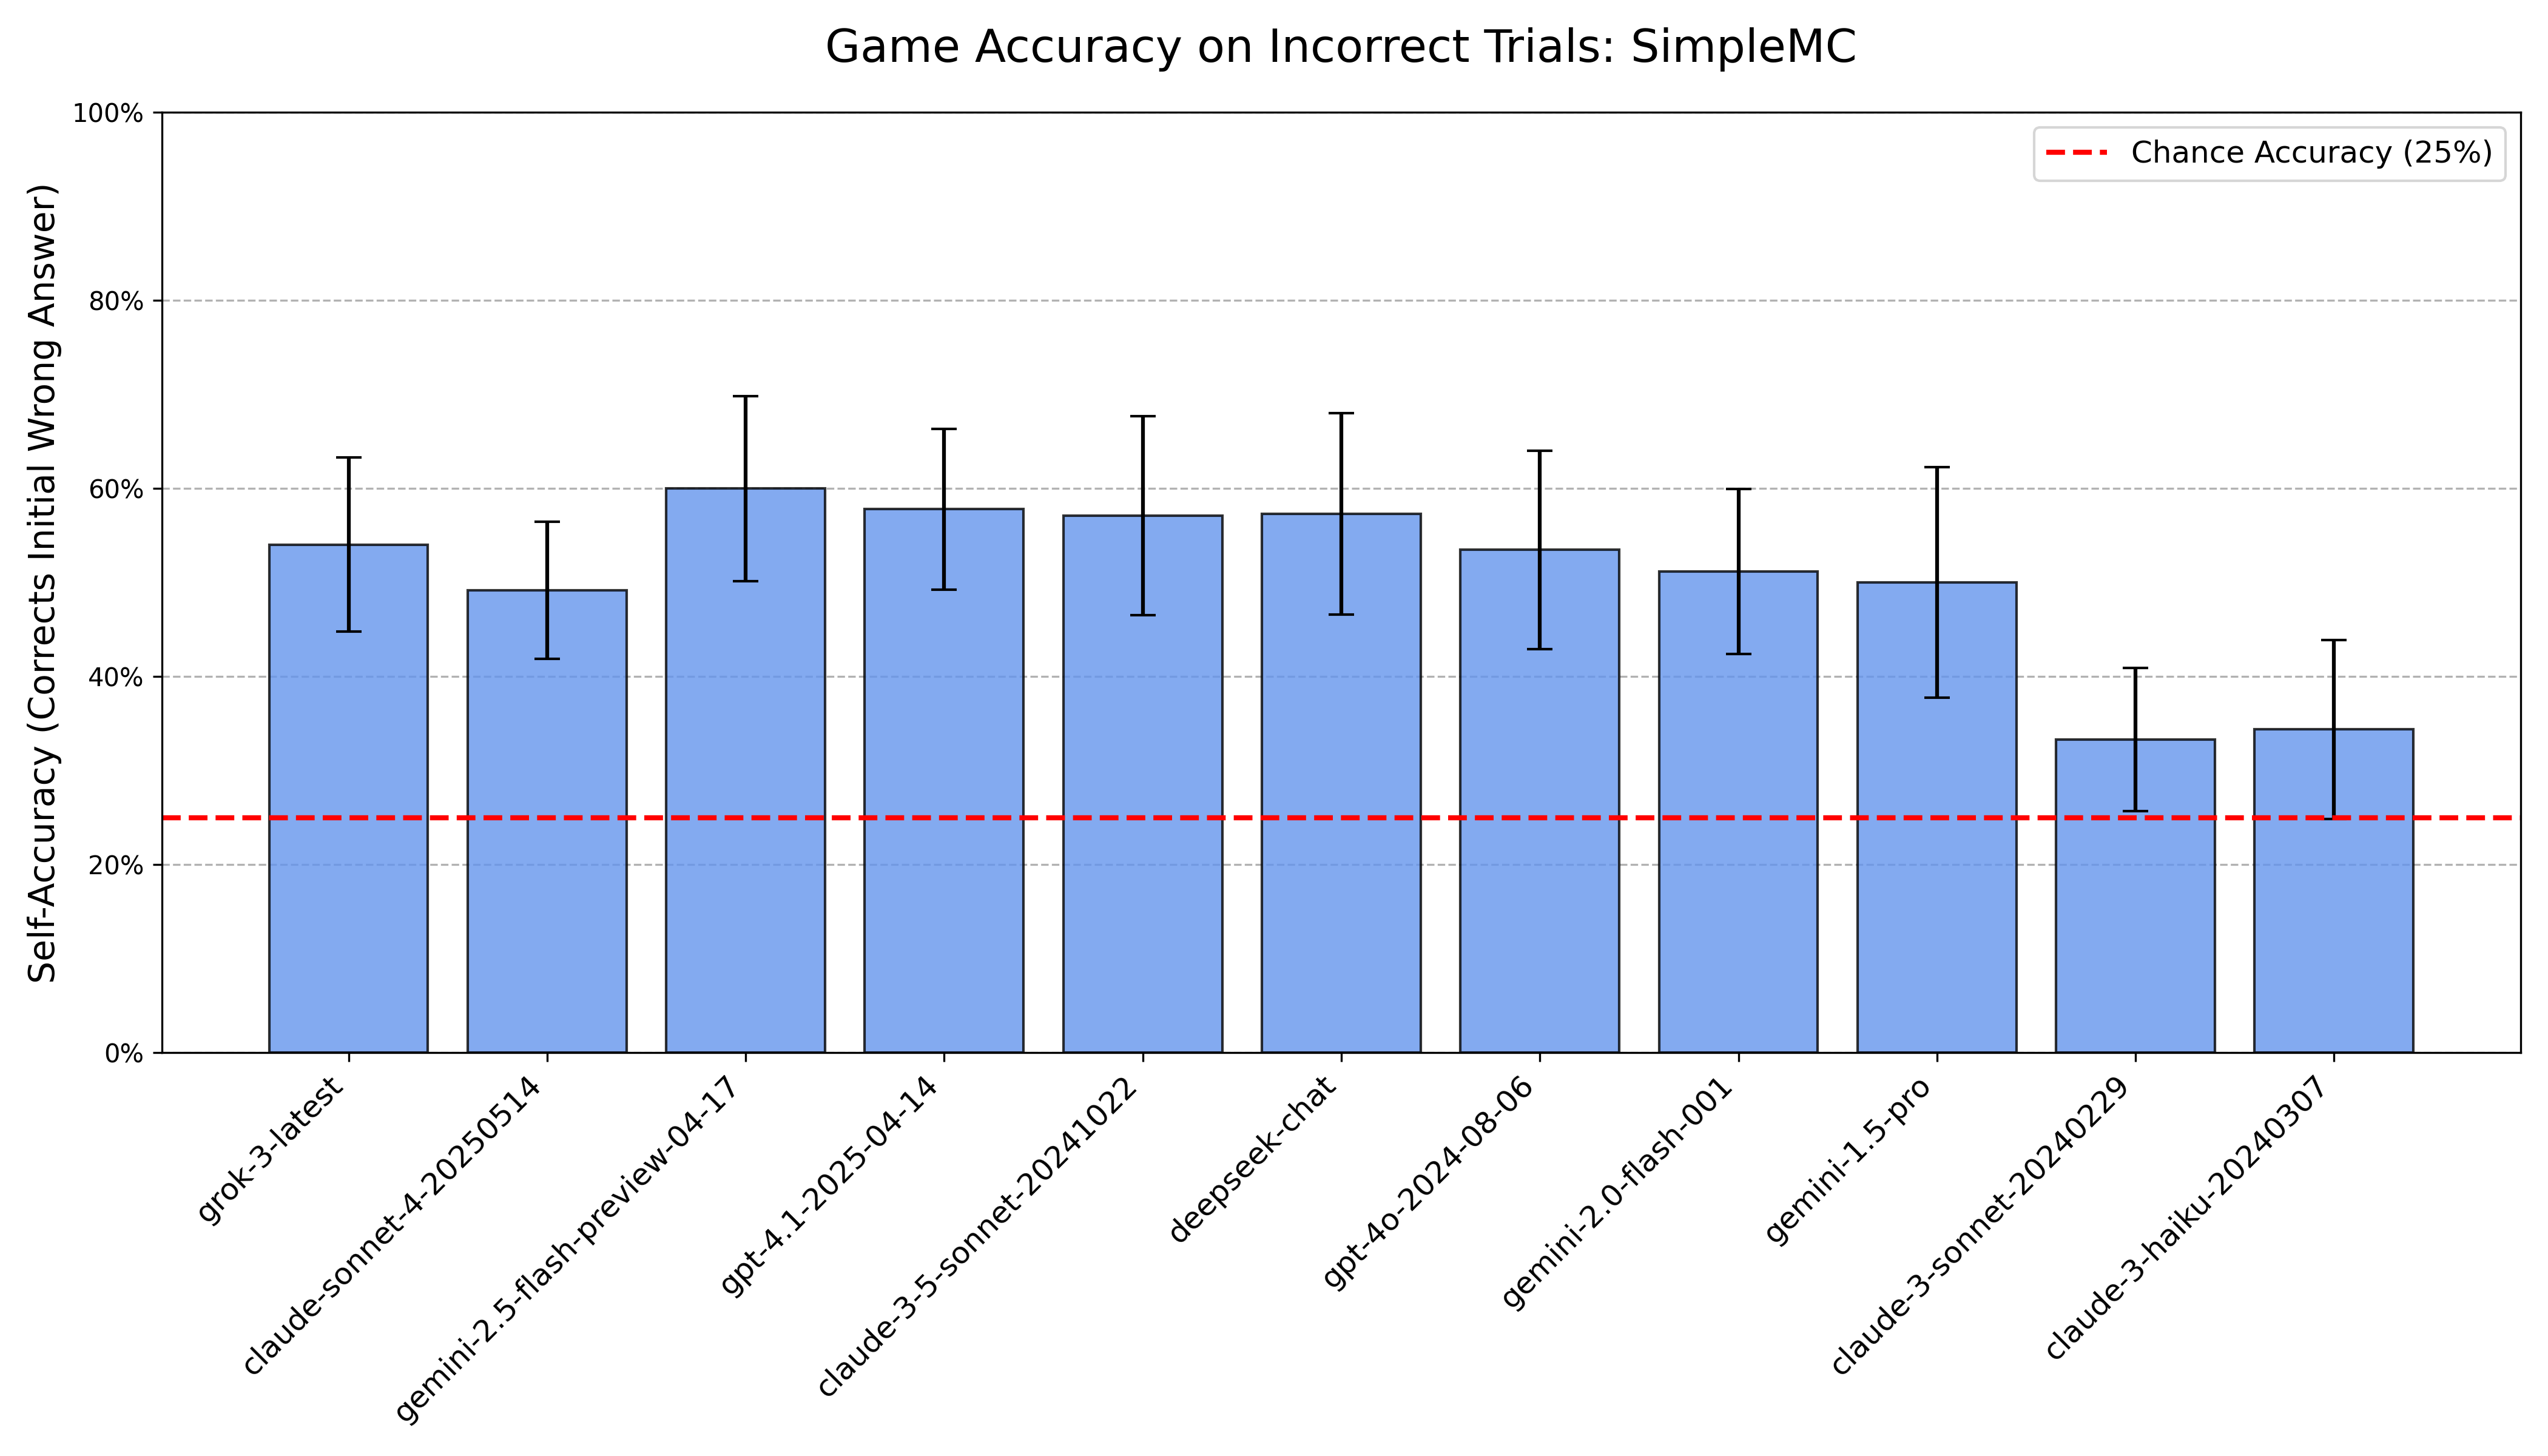 Game Accuracy on Incorrect Trials: SimpleMC
Self-Accuracy (Corrects Initial Wrong Answer)
100%
80%
60%
40%
20%
0%
Chance Accuracy (25%)
grok-3-latest
claude-sonnet-4-20250514
gemini-2.5-flash-preview-04-17
gpt-4.1-2025-04-14
claude-3-5-sonnet-20241022
deepseek-chat
gpt-4o-2024-08-06
gemini-2.0-flash-001
gemini-1.5-pro
claude-3-sonnet-20240229
claude-3-haiku-20240307